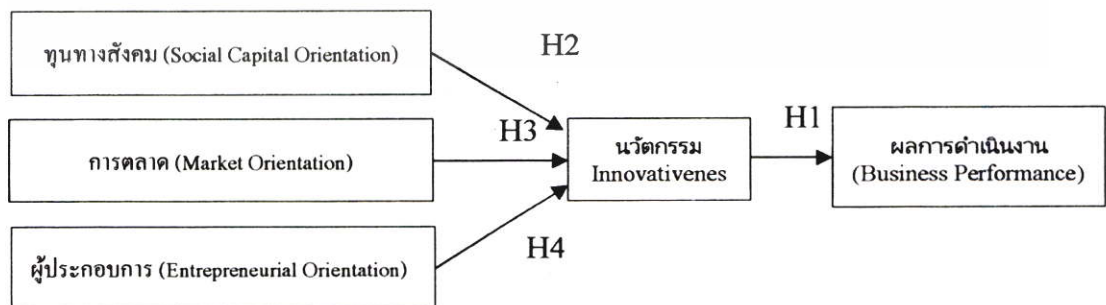 ทุนทางสังคม (Social Capital Orientation)
H2
การตลาด (Market Orientation)
H3
นวัตกรรม
Innovativenes
H1
ผลการดำเนินงาน
(Business Performance)
ผู้ประกอบการ (Entrepreneurial Orientation)
H4